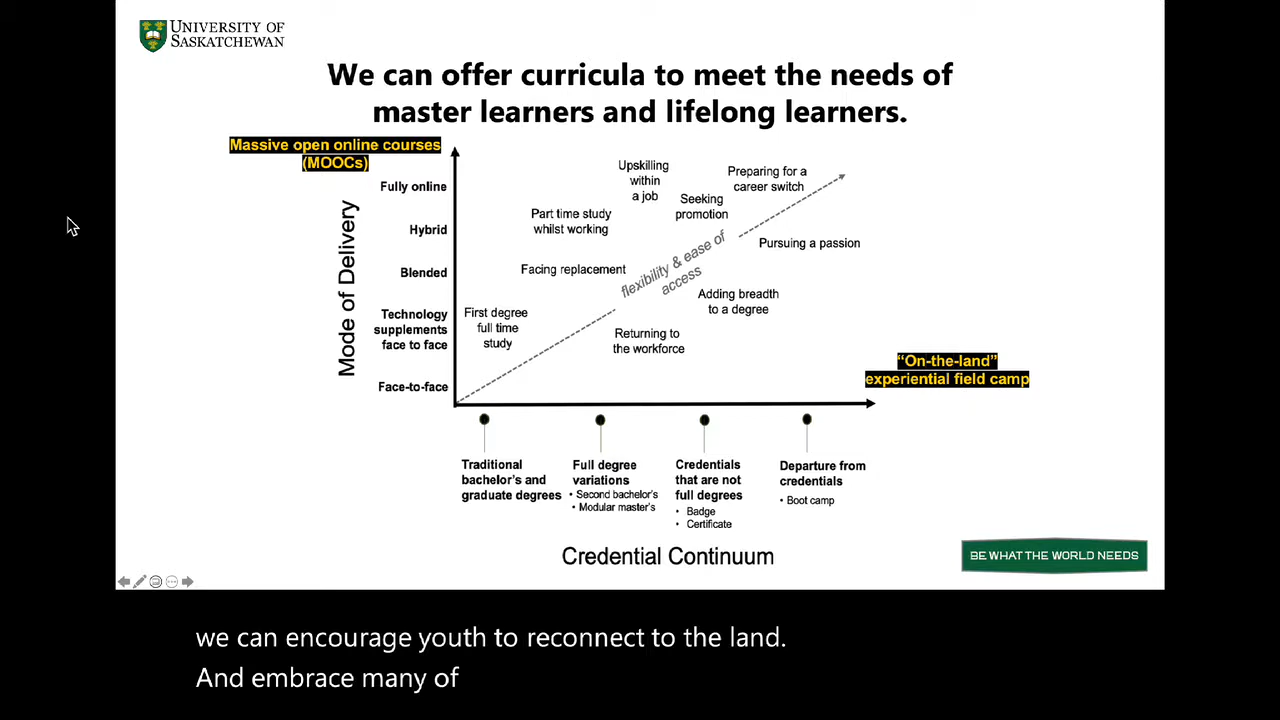 UNIVERSITY OF
SASKATCHEWAN
We can offer curricula to meet the needs of
master learners and lifelong learners.
Massive open online courses
(MOOCs)
Mode of Delivery
Fully online
Hybrid
Blended
Technology
supplements
face to face
Face-to-face
Upskilling
within
a job
Preparing for a
career switch
Seeking
promotion
Part time study
whilst working
Pursuing a passion
flexibility & ease of
access
Facing replacement
Adding breadth
to a degree
First degree
full time
study
Returning to
the workforce
“On-the-land”
experiential field camp
Traditional
bachelor’s and
graduate degrees
Full degree
variations
• Second bachelor’s
• Modular master’s
Credentials
that are not
full degrees
• Badge
• Certificate
Departure from
credentials
• Boot camp
Credential Continuum
BE WHAT THE WORLD NEEDS
we can encourage youth to reconnect to the land.
And embrace many of